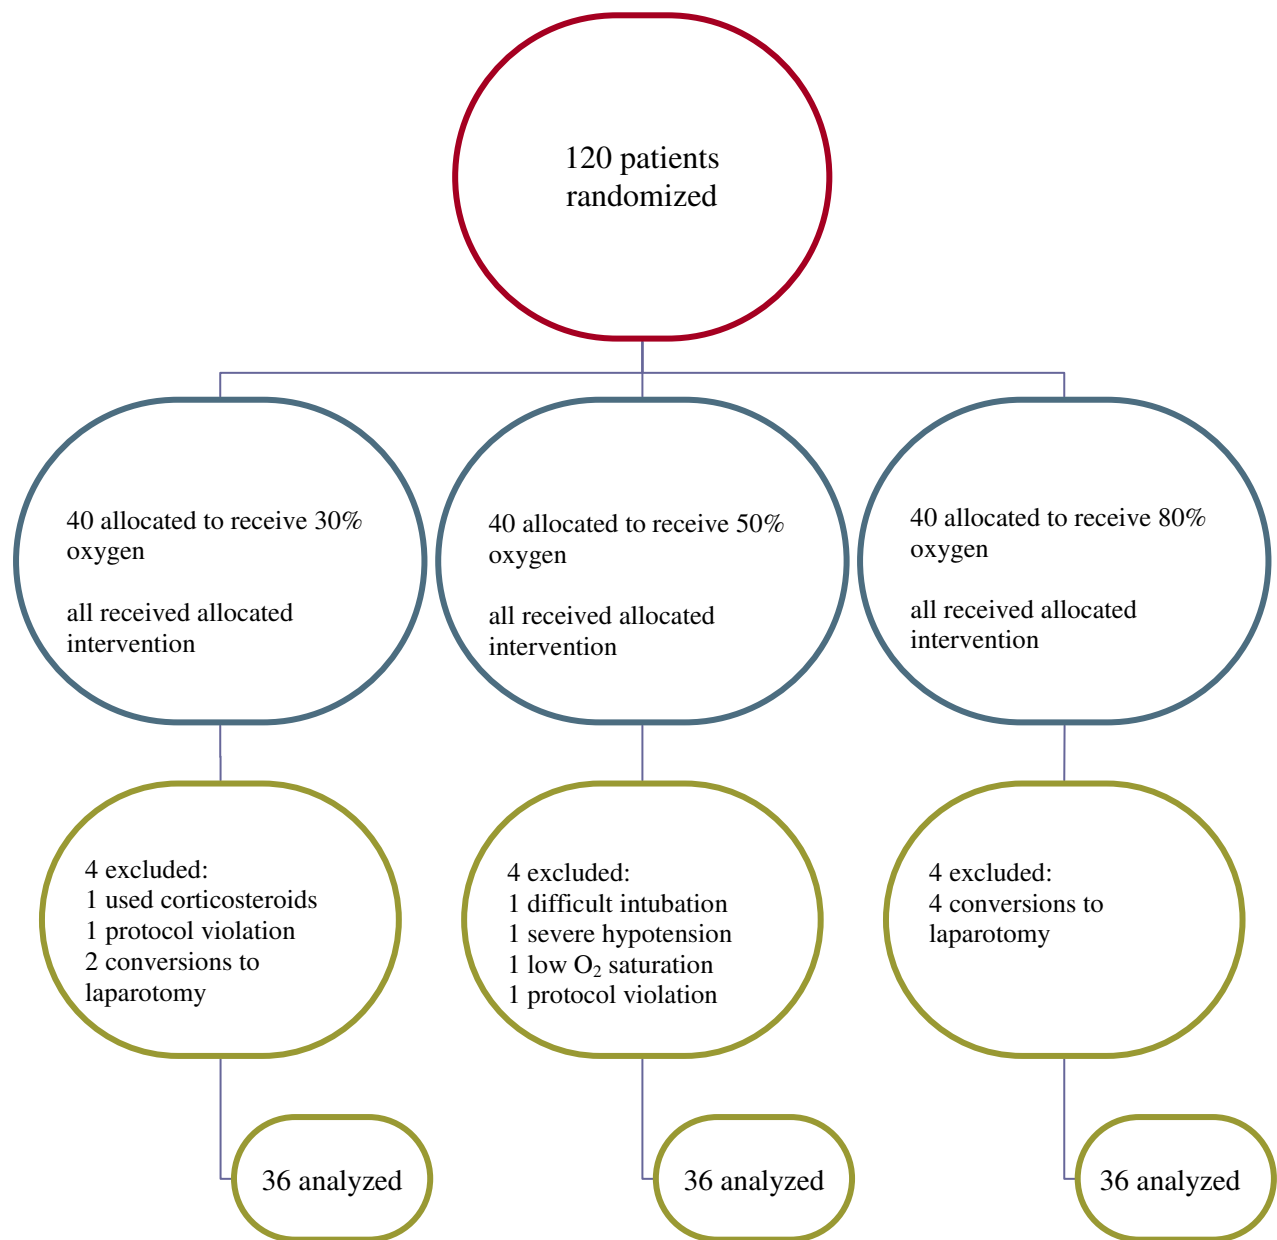 120 patients
randomized
40 allocated to receive 30%
oxygen
all received allocated
intervention
40 allocated to receive 50%
oxygen
all received allocated
intervention
40 allocated to receive 80%
oxygen
all received allocated
intervention
4 excluded:
1 used corticosteroids
1 protocol violation
2 conversions to
laparotomy
4 excluded:
1 difficult intubation
1 severe hypotension
1 low O₂ saturation
1 protocol violation
4 excluded:
4 conversions to
laparotomy
36 analyzed
36 analyzed
36 analyzed